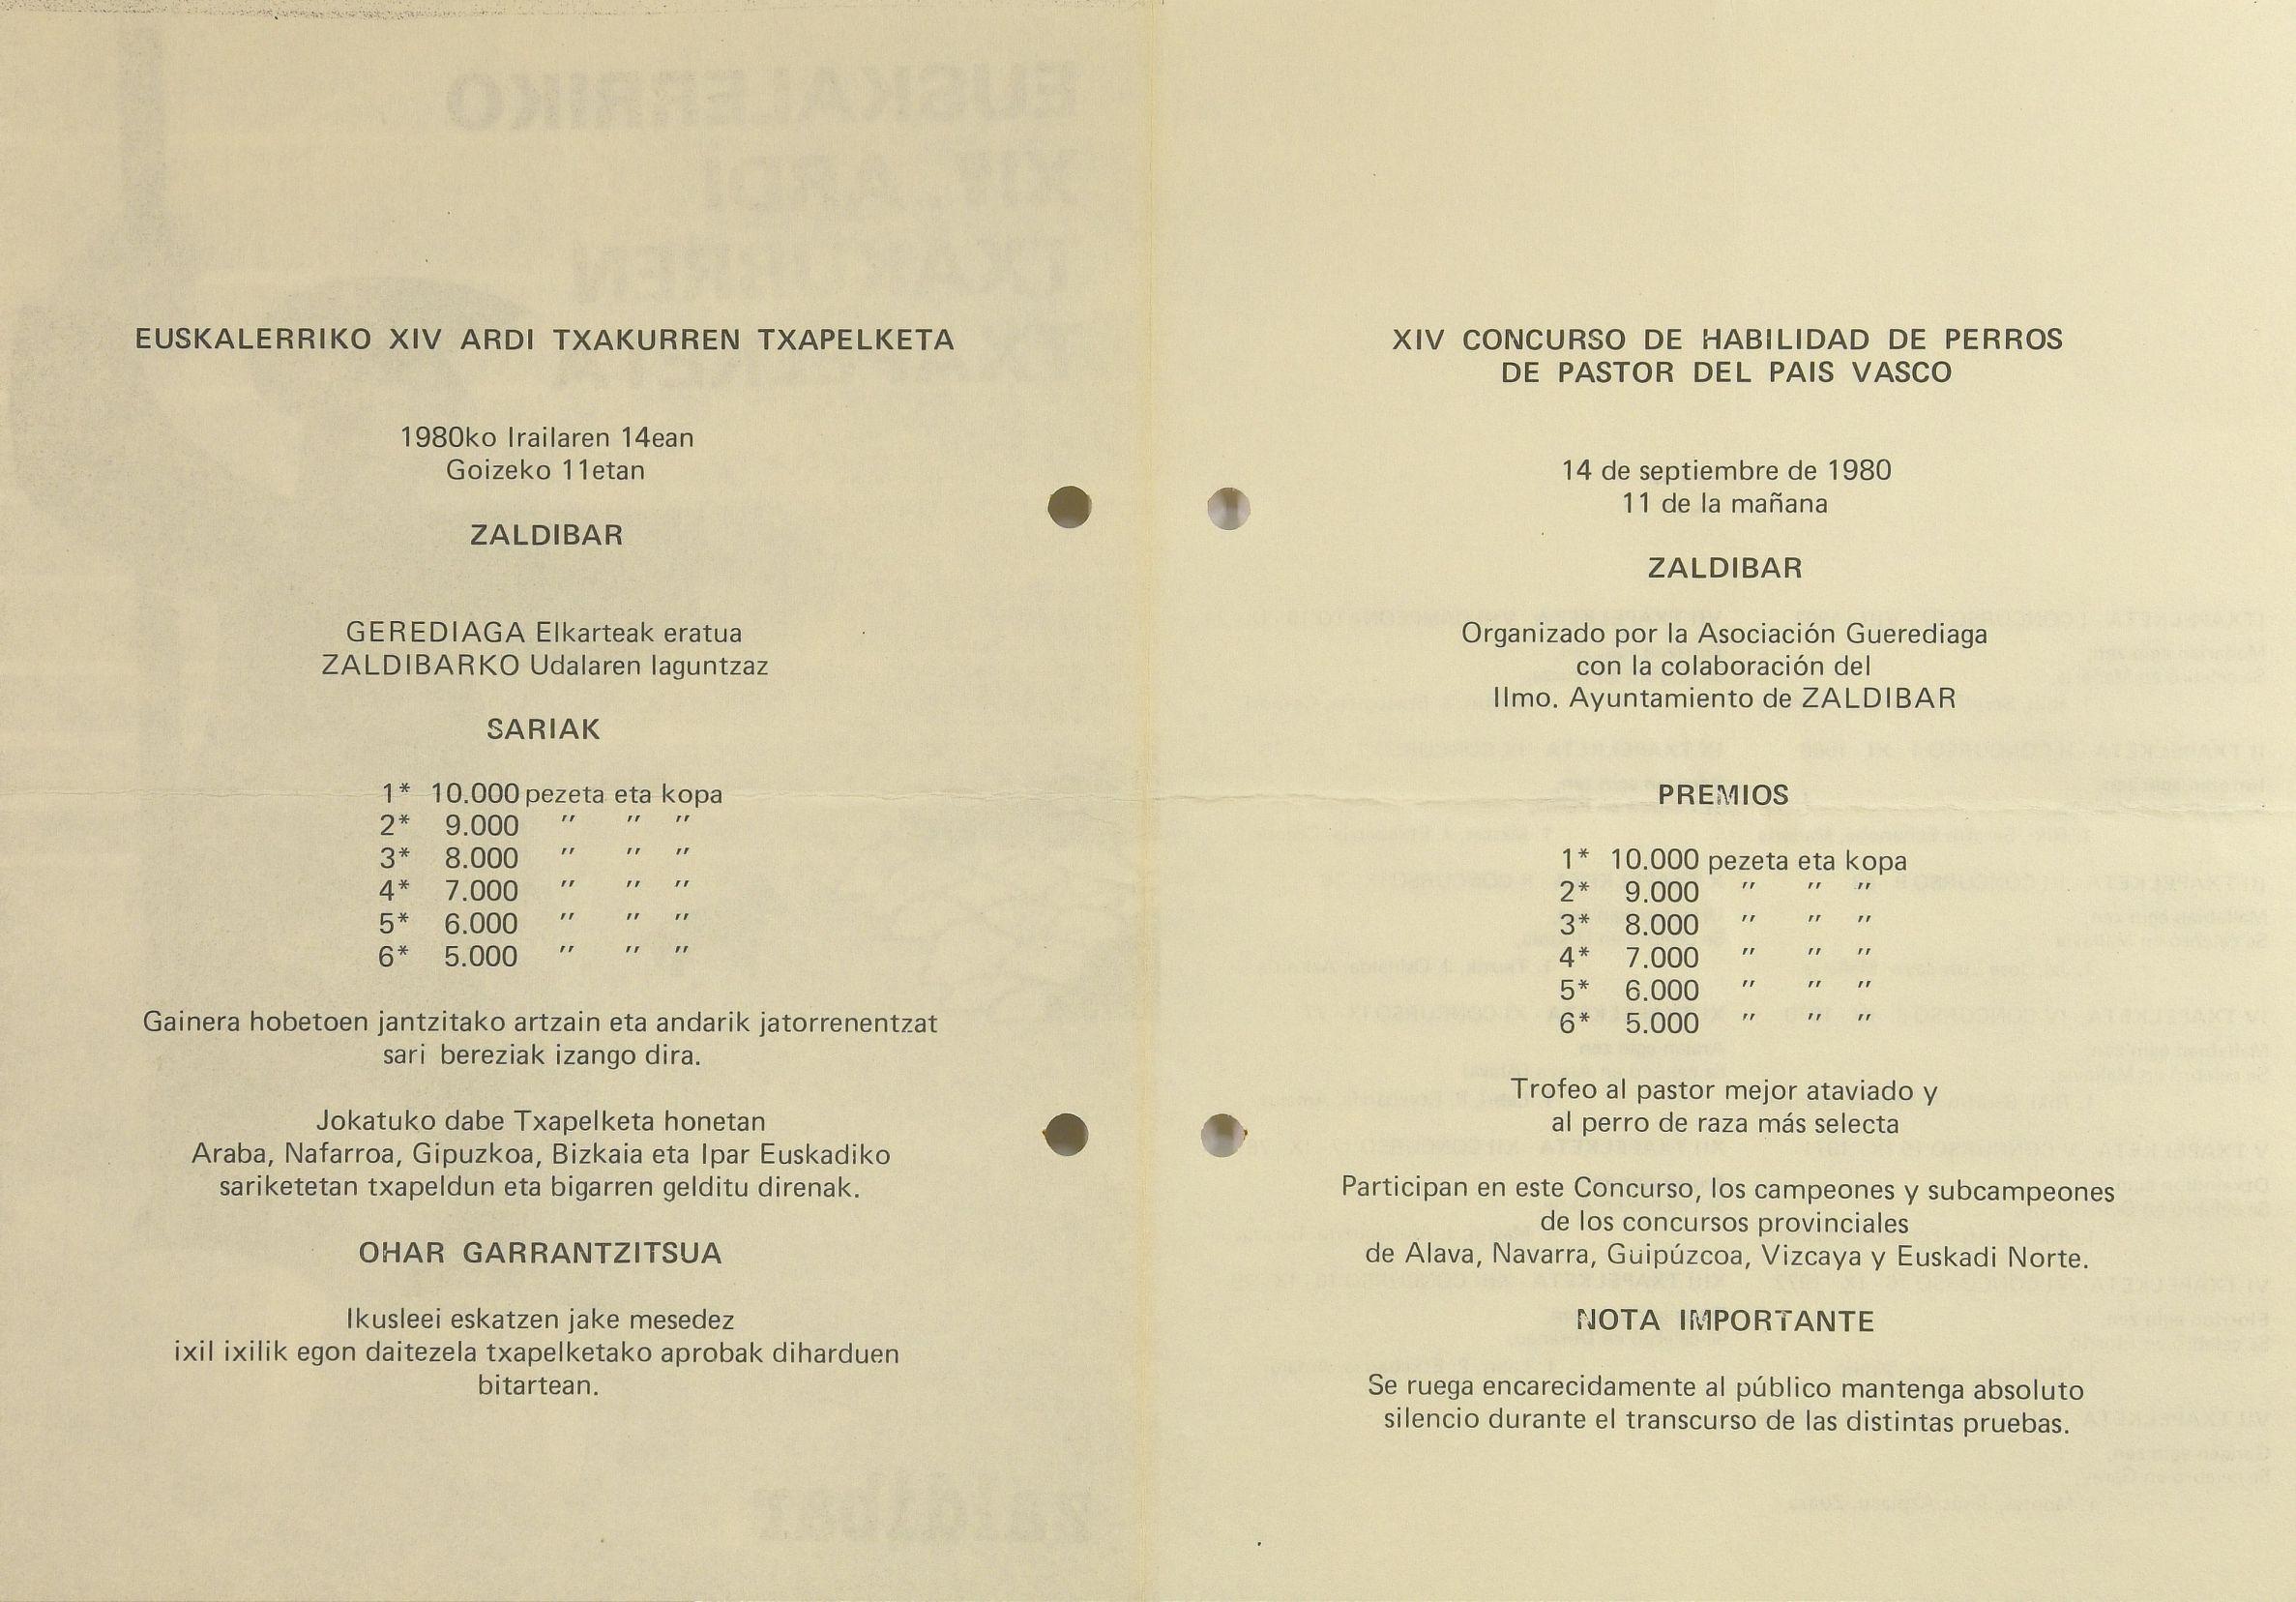 EUSKALERRIKO XIV ARDI TXAKURREN TXAPELKETA
1980ko Irailaren 14ean
Goizeko 11etan
ZALDIBAR
GEREDIAGA Elkarteak eratua
ZALDIBARKO Udalaren laguntzaz
SARIAK
1* 10.000 pezeta eta kopa
2* 9.000 " " "
3* 8.000 " " "
4* 7.000 " " "
5* 6.000 " " "
6* 5.000 " " "
Gainera hobetoen jantzitako artzain eta andarik jatorrenentzat
sari bereziak izango dira.
Jokatuko dabe Txapelketa honetan
Araba, Nafarroa, Gipuzkoa, Bizkaia eta Ipar Euskadiko
sariketetan txapeldun eta bigarren gelditu direnak.
OHAR GARRANTZITSUA
Ikusleei eskatzen jake mesedez
ixil ixilik egon daitezela txapelketako aprobak diharduen
bitartean.
XIV CONCURSO DE HABILIDAD DE PERROS
DE PASTOR DEL PAIS VASCO
14 de septiembre de 1980
11 de la mañana
ZALDIBAR
Organizado por la Asociación Guerediaga
con la colaboración del
Ilmo. Ayuntamiento de ZALDIBAR
PREMIOS
1* 10.000 pezeta eta kopa
2* 9.000 " " "
3* 8.000 " " "
4* 7.000 " " "
5* 6.000 " " "
6* 5.000 " " "
Trofeo al pastor mejor ataviado y
al perro de raza más selecta
Participan en este Concurso, los campeones y subcampeones
de los concursos provinciales
de Alava, Navarra, Guipúzcoa, Vizcaya y Euskadi Norte.
NOTA IMPORTANTE
Se ruega encarecidamente al público mantenga absoluto
silencio durante el transcurso de las distintas pruebas.